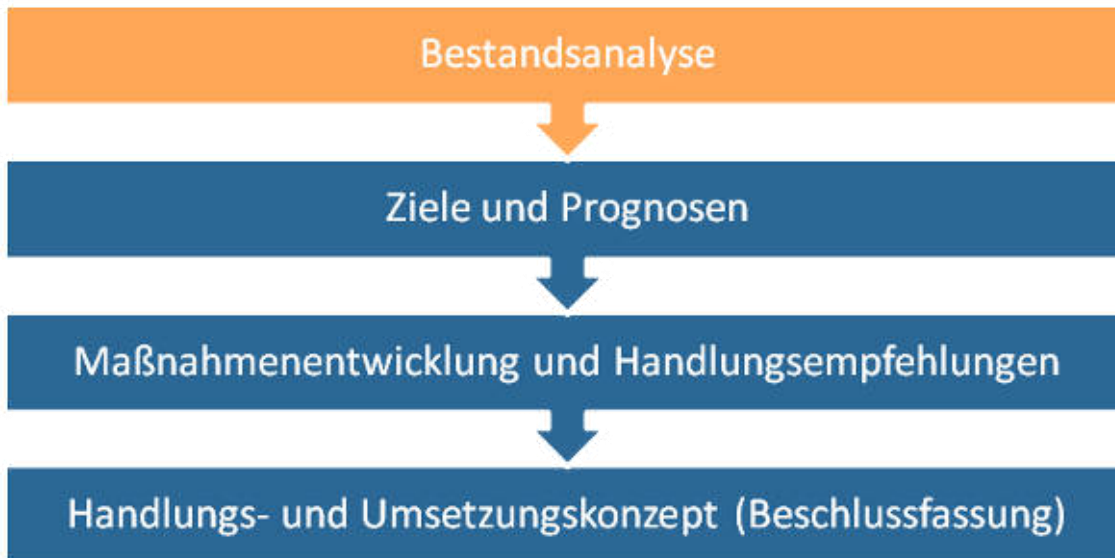 Bestandsanalyse
Ziele und Prognosen
Maßnahmenentwicklung und Handlungsempfehlungen
Handlungs- und Umsetzungskonzept (Beschlussfassung)